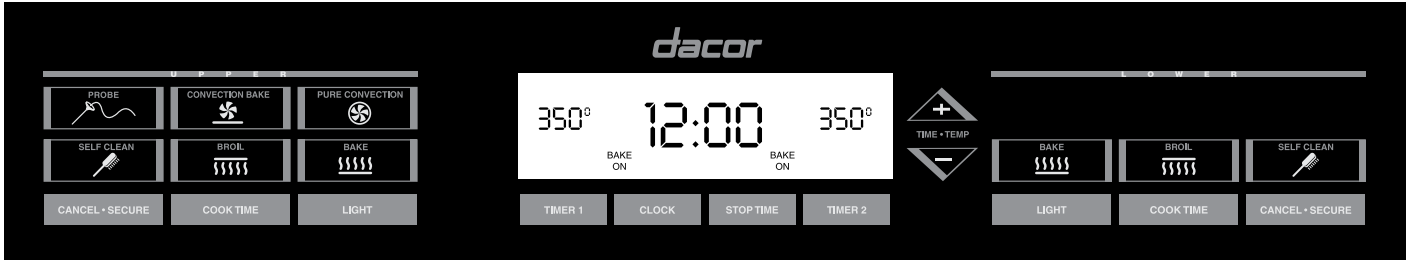 dacor
UPPER
PROBE
CONVECTION BAKE
PURE CONVECTION
SELF CLEAN
BROIL
BAKE
CANCEL • SECURE
COOK TIME
LIGHT
350°
12:00
350°
BAKE
ON
BAKE
ON
TIMER 1
CLOCK
STOP TIME
TIMER 2
+
TIME • TEMP
−
LOWER
BAKE
BROIL
SELF CLEAN
LIGHT
COOK TIME
CANCEL • SECURE